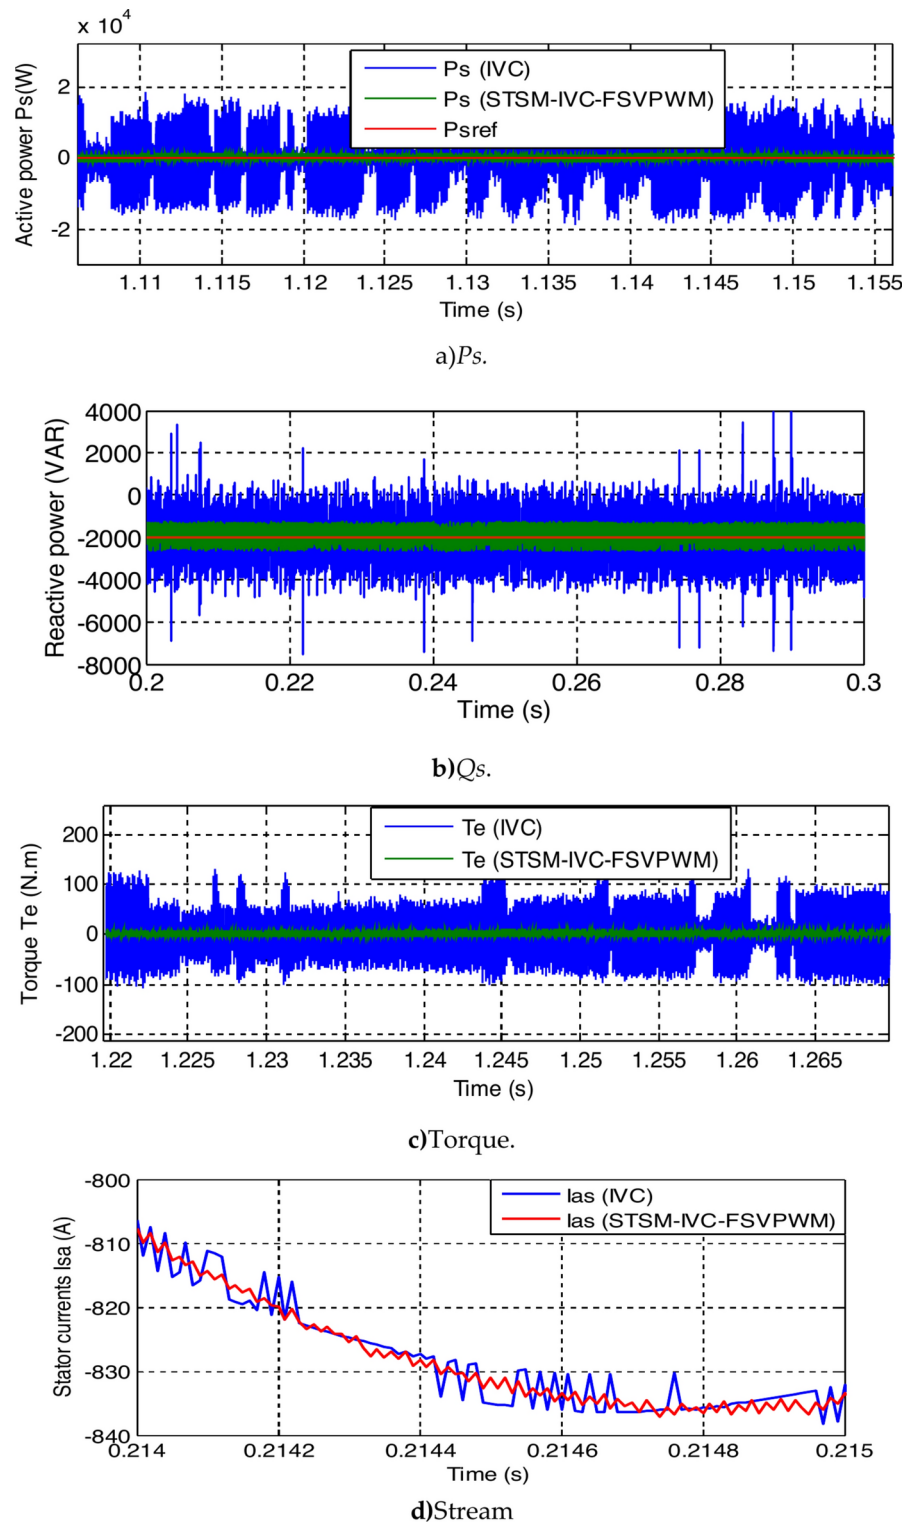 x 10⁴
Active power Ps(W)
2
0
-2
Ps (IVC)
Ps (STSM-IVC-FSVPWM)
Psref
1.11 1.115 1.12 1.125 1.13 1.135 1.14 1.145 1.15 1.155
Time (s)
a)Ps.
Reactive power (VAR)
4000
2000
0
-2000
-4000
-6000
-8000
0.2 0.22 0.24 0.26 0.28 0.3
Time (s)
b)Qs.
Torque Te (N.m)
200
100
0
-100
-200
Te (IVC)
Te (STSM-IVC-FSVPWM)
1.22 1.225 1.23 1.235 1.24 1.245 1.25 1.255 1.26 1.265
Time (s)
c)Torque.
Stator currents Isa (A)
-800
-810
-820
-830
-840
Ias (IVC)
Ias (STSM-IVC-FSVPWM)
0.214 0.2142 0.2144 0.2146 0.2148 0.215
Time (s)
d)Stream